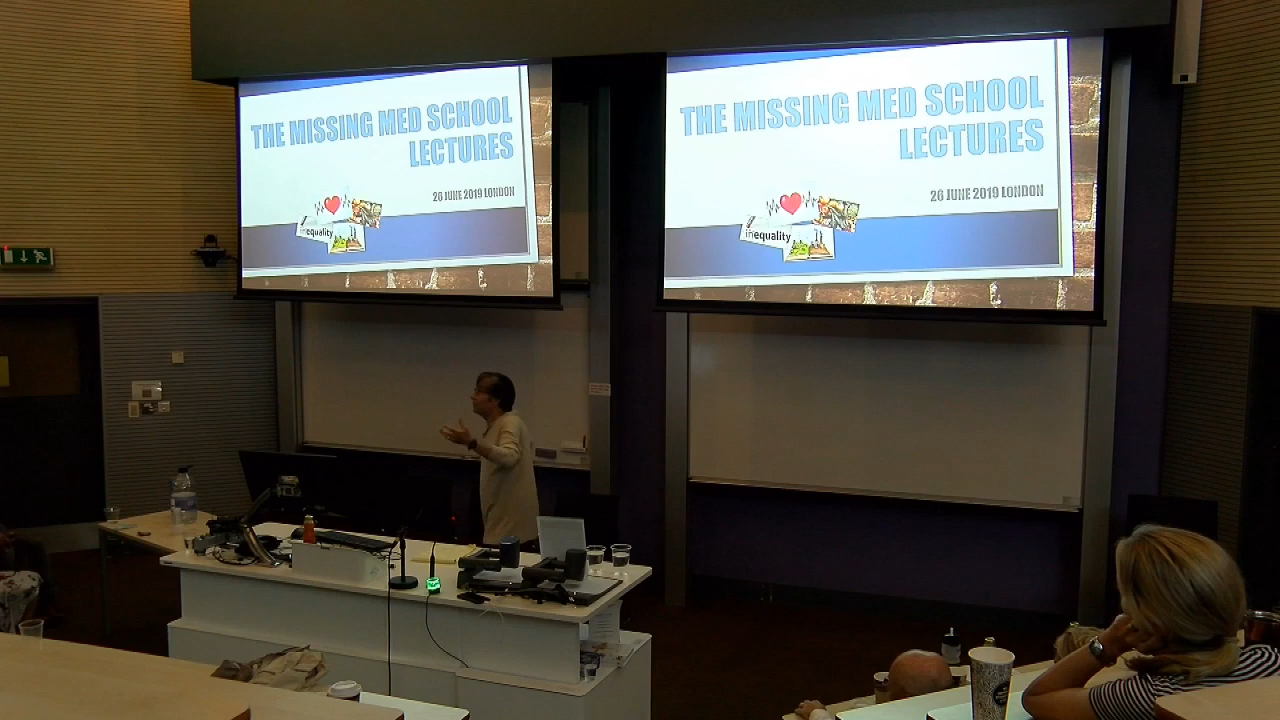 THE MISSING MED SCHOOL
LECTURES
26 JUNE 2019 LONDON
inequality
THE MISSING MED SCHOOL
LECTURES
26 JUNE 2019 LONDON
inequality